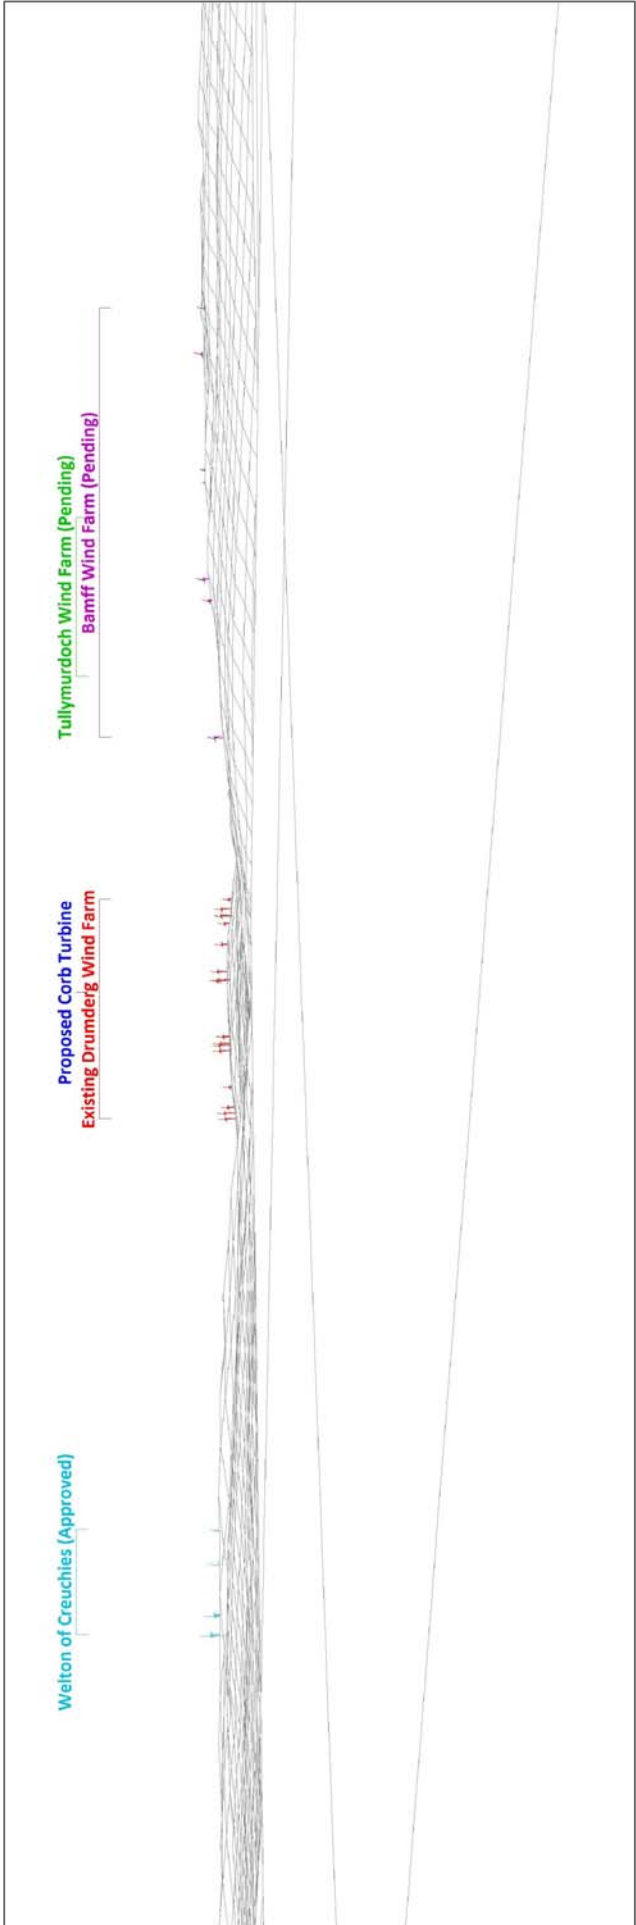 Welton of Creuchies (Approved)
Proposed Corb Turbine
Existing Drumderg Wind Farm
Tullymurdoch Wind Farm (Pending)
Bamff Wind Farm (Pending)